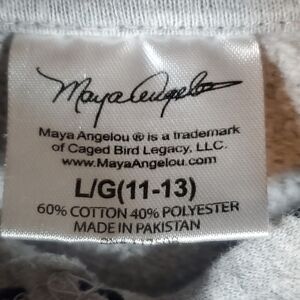 Maya Angelou
Maya Angelou ® is a trademark
of Caged Bird Legacy, LLC.
www.MayaAngelou.com
L/G(11-13)
60% COTTON 40% POLYESTER
MADE IN PAKISTAN